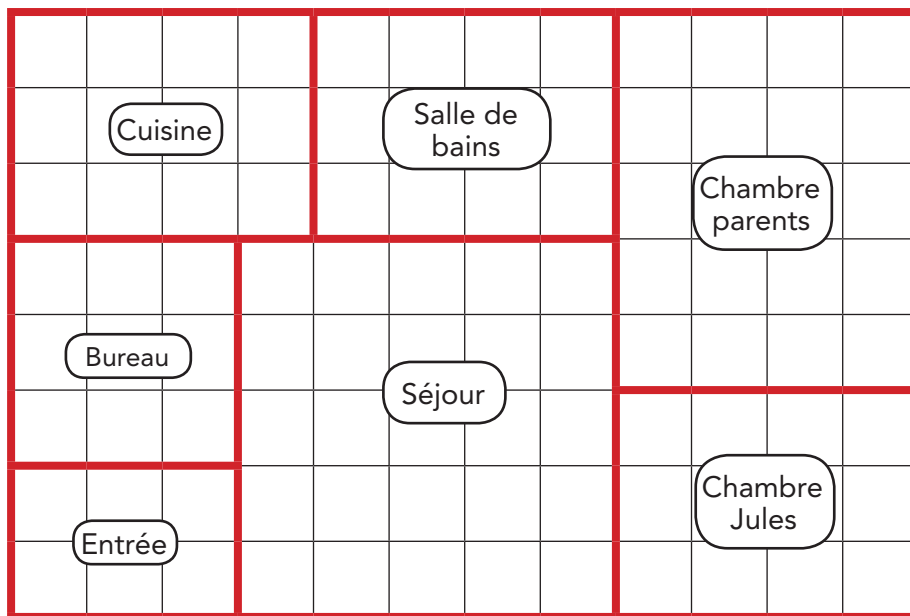 Cuisine
Salle de
bains
Chambre
parents
Bureau
Séjour
Chambre
Jules
Entrée